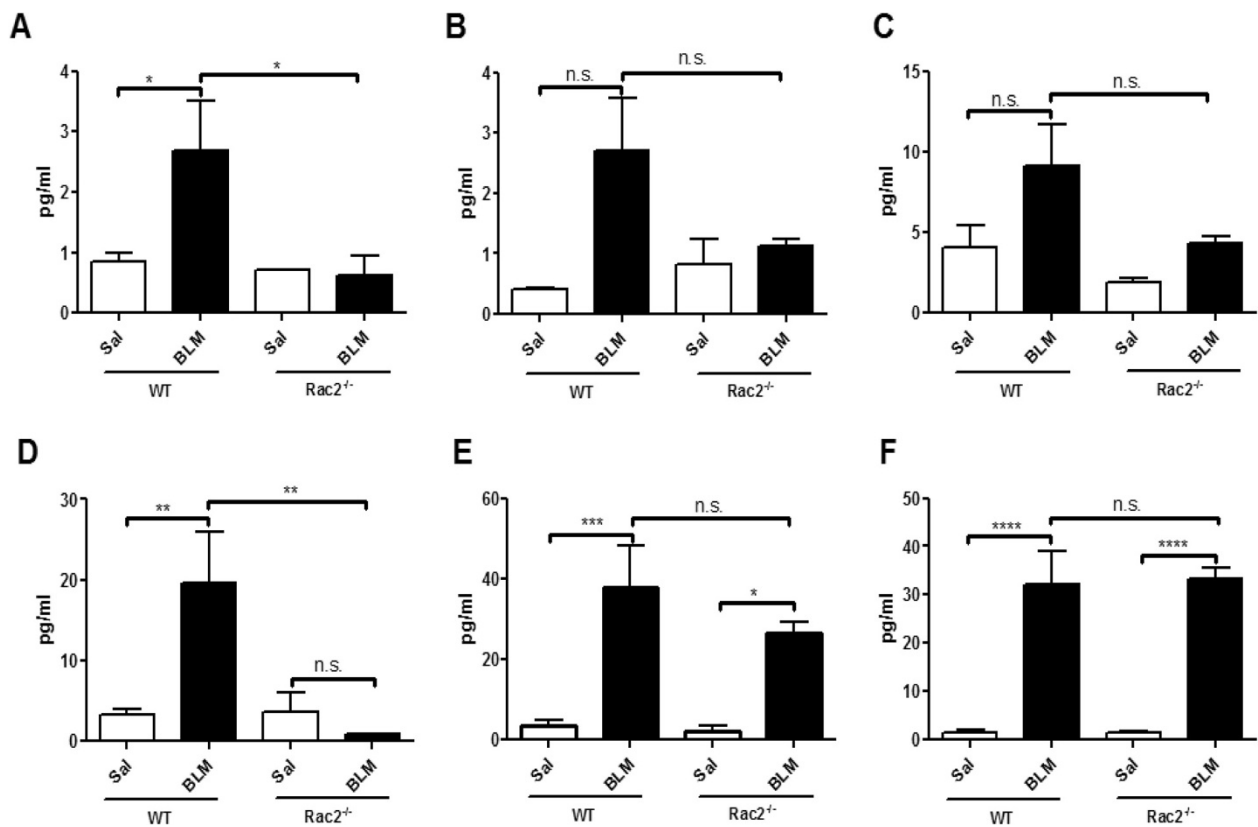 A
pg/ml
4
3
2
1
0
*
*
Sal
BLM
Sal
BLM
WT
Rac2-/-
B
pg/ml
4
3
2
1
0
n.s.
n.s.
Sal
BLM
Sal
BLM
WT
Rac2-/-
C
pg/ml
15
10
5
0
n.s.
n.s.
Sal
BLM
Sal
BLM
WT
Rac2-/-
D
pg/ml
30
20
10
0
**
**
n.s.
Sal
BLM
Sal
BLM
WT
Rac2-/-
E
pg/ml
60
40
20
0
***
n.s.
*
Sal
BLM
Sal
BLM
WT
Rac2-/-
F
pg/ml
50
40
30
20
10
0
****
n.s.
****
Sal
BLM
Sal
BLM
WT
Rac2-/-